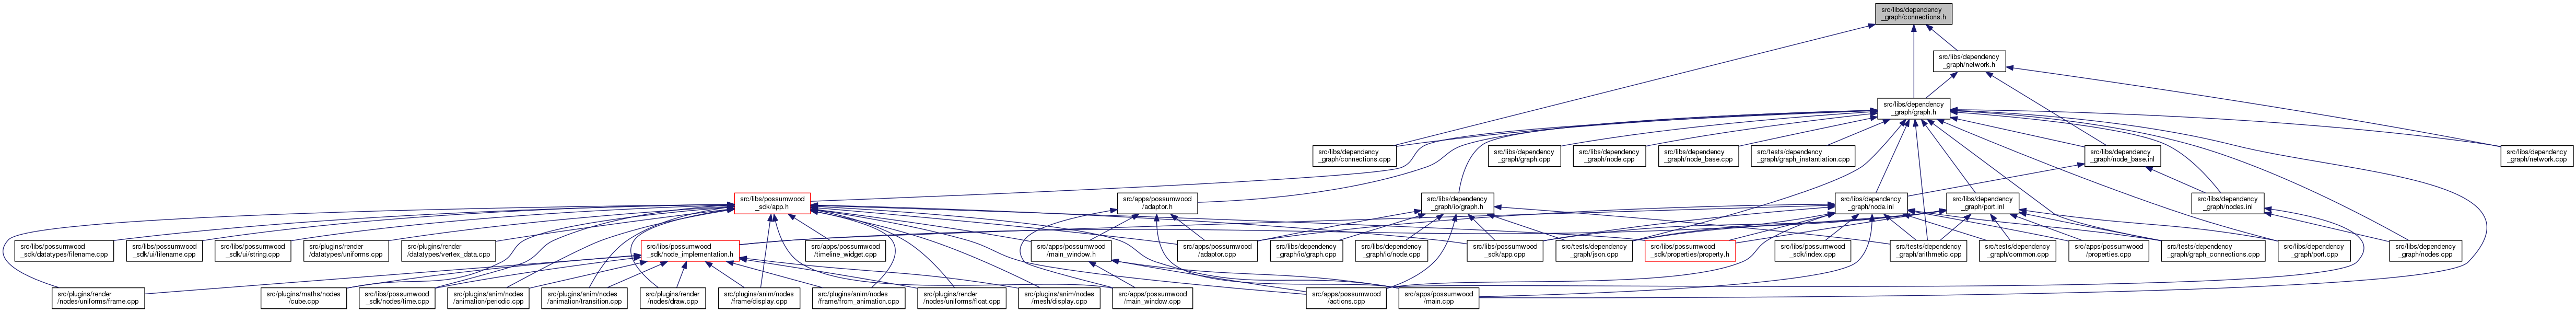 src/libs/dependency
_graph/connections.h
src/libs/dependency
_graph/network.h
src/libs/dependency
_graph/graph.h
src/libs/dependency
_graph/connections.cpp
src/libs/dependency
_graph/graph.cpp
src/libs/dependency
_graph/node.cpp
src/libs/dependency
_graph/node_base.cpp
src/tests/dependency
_graph/graph_instantiation.cpp
src/libs/dependency
_graph/node_base.inl
src/libs/dependency
_graph/network.cpp
src/libs/possumwood
_sdk/app.h
src/apps/possumwood
/adaptor.h
src/libs/dependency
_graph/io/graph.h
src/libs/dependency
_graph/node.inl
src/libs/dependency
_graph/port.inl
src/libs/dependency
_graph/nodes.inl
src/libs/possumwood
_sdk/datatypes/filename.cpp
src/libs/possumwood
_sdk/ui/filename.cpp
src/libs/possumwood
_sdk/ui/string.cpp
src/plugins/render
/datatypes/uniforms.cpp
src/plugins/render
/datatypes/vertex_data.cpp
src/libs/possumwood
_sdk/node_implementation.h
src/apps/possumwood
/timeline_widget.cpp
src/apps/possumwood
/main_window.h
src/apps/possumwood
/adaptor.cpp
src/libs/dependency
_graph/io/graph.cpp
src/libs/dependency
_graph/io/node.cpp
src/libs/possumwood
_sdk/app.cpp
src/tests/dependency
_graph/json.cpp
src/libs/possumwood
_sdk/properties/property.h
src/libs/possumwood
_sdk/index.cpp
src/tests/dependency
_graph/arithmetic.cpp
src/tests/dependency
_graph/common.cpp
src/apps/possumwood
/properties.cpp
src/tests/dependency
_graph/graph_connections.cpp
src/libs/dependency
_graph/port.cpp
src/libs/dependency
_graph/nodes.cpp
src/plugins/render
/nodes/uniforms/frame.cpp
src/plugins/maths/nodes
/cube.cpp
src/libs/possumwood
_sdk/nodes/time.cpp
src/plugins/anim/nodes
/animation/periodic.cpp
src/plugins/anim/nodes
/animation/transition.cpp
src/plugins/render
/nodes/draw.cpp
src/plugins/anim/nodes
/frame/display.cpp
src/plugins/anim/nodes
/frame/from_animation.cpp
src/plugins/render
/nodes/uniforms/float.cpp
src/plugins/anim/nodes
/mesh/display.cpp
src/apps/possumwood
/main_window.cpp
src/apps/possumwood
/actions.cpp
src/apps/possumwood
/main.cpp